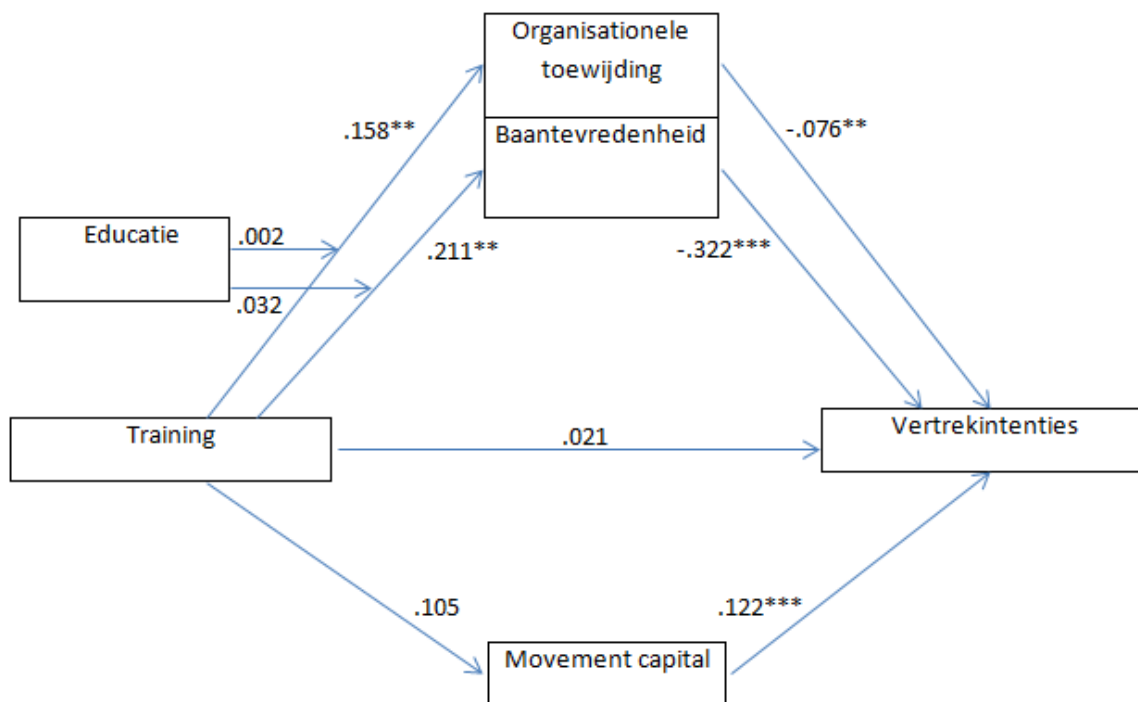 Organisationele
toewijding
.158**
-.076**
Baantevredenheid
Educatie
.002
.211**
-.322***
.032
Training
.021
Vertrekintenties
.105
.122***
Movement capital